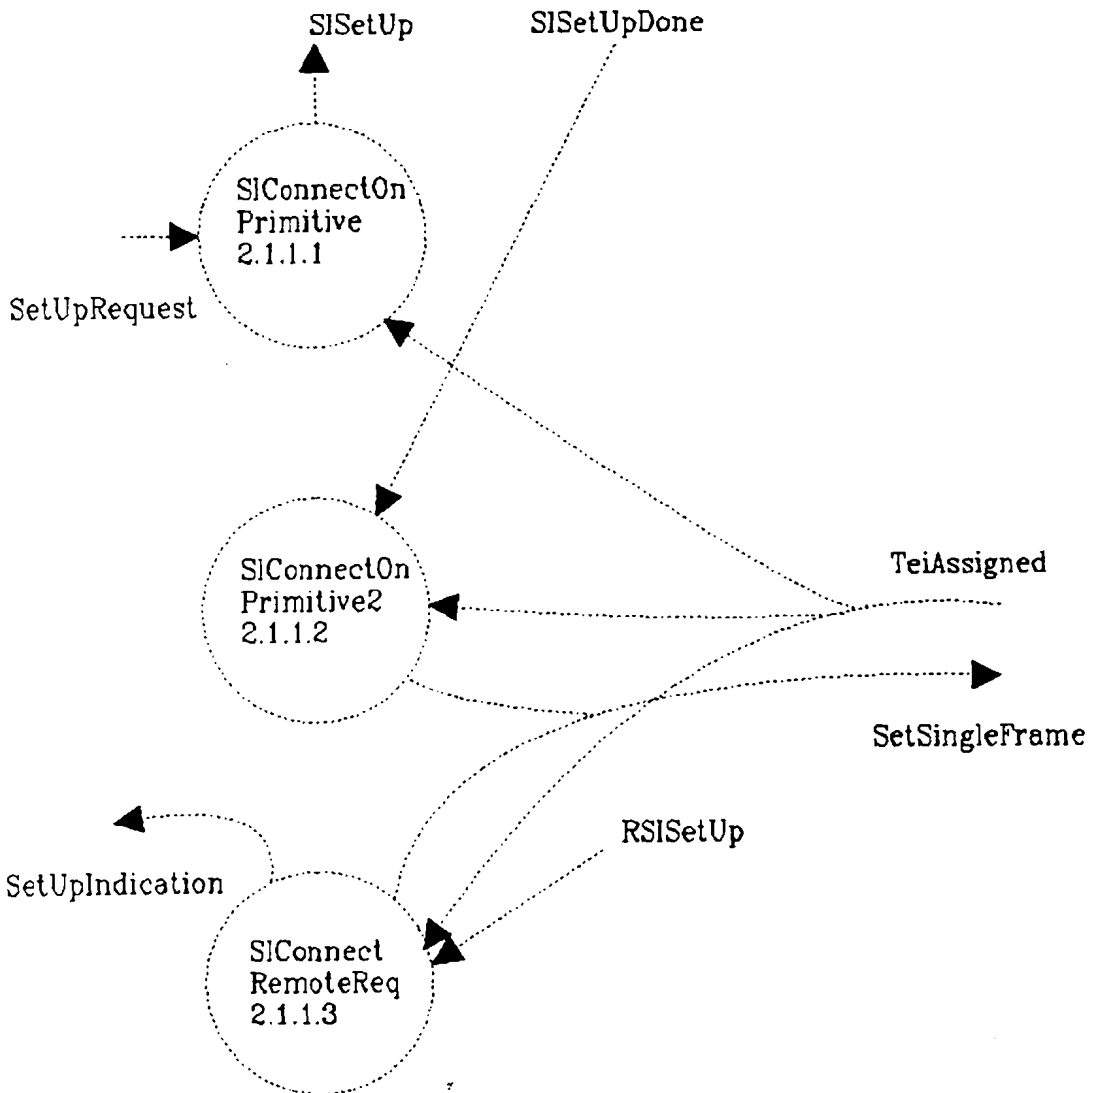 SlSetUp
SlSetUpDone
SlConnectOn
Primitive
2.1.1.1
SetUpRequest
SlConnectOn
Primitive2
2.1.1.2
TeiAssigned
SetSingleFrame
RSlSetUp
SetUpIndication
SlConnect
RemoteReq
2.1.1.3